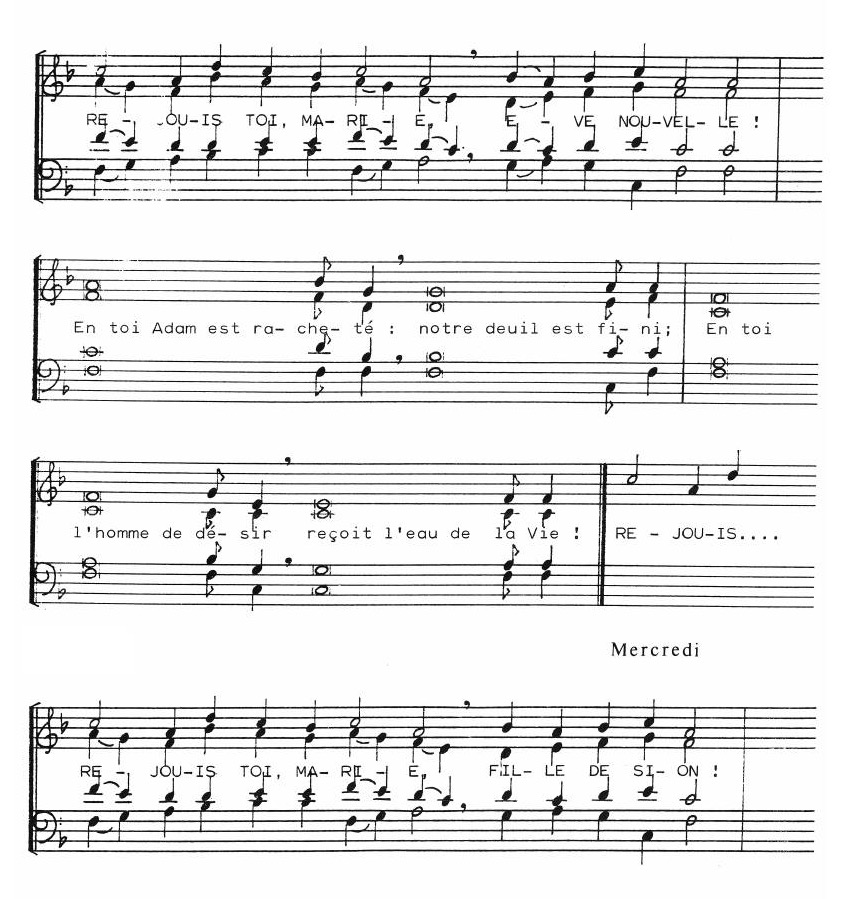 RE - JOU-IS TOI, MA- RI - E, E - VE NOU-VEL- LE !
En toi Adam est ra- che- té : notre deuil est fi- ni; En toi
l'homme de dé- sir reçoit l'eau de la Vie ! RE - JOU-IS....
Mercredi
RE - JOU-IS TOI, MA- RI - E, FIL- LE DE SI- ON !